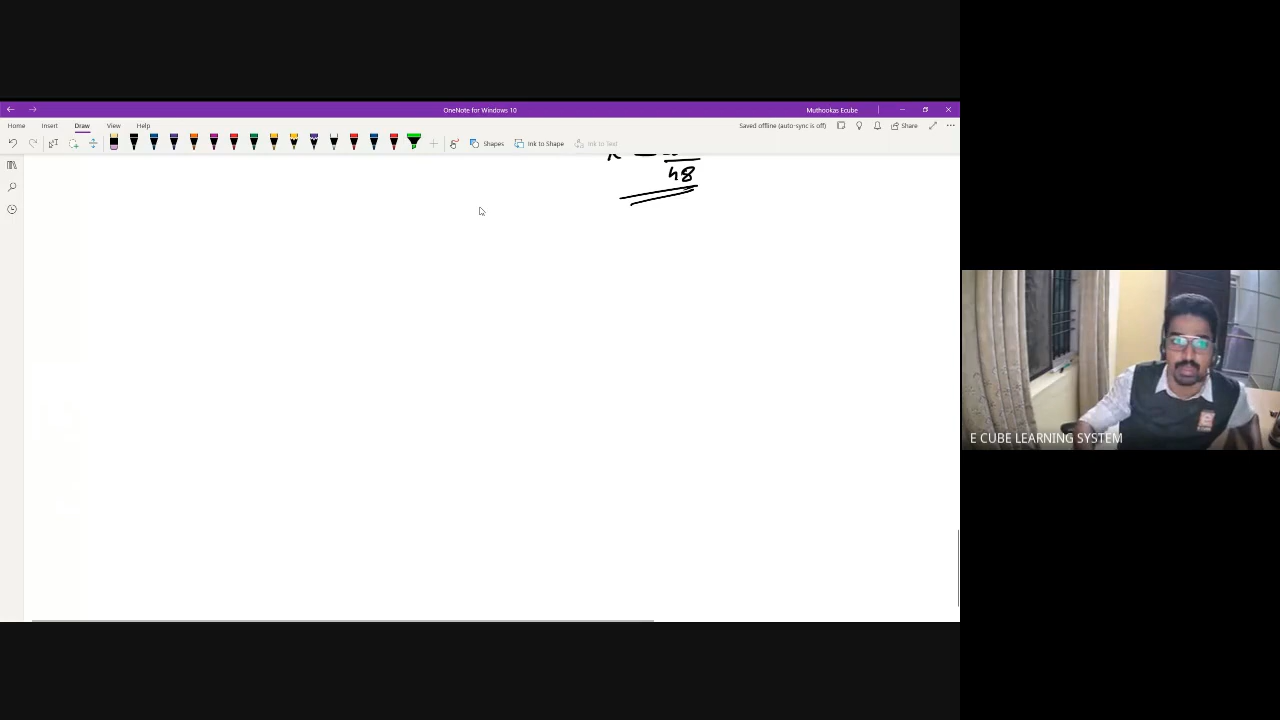 OneNote for Windows 10
Muthookas Ecube
Home Insert Draw View Help
Saved offline (auto-sync is off)
Share
Shapes
Ink to Shape
Ink to Text
48
E CUBE LEARNING SYSTEM